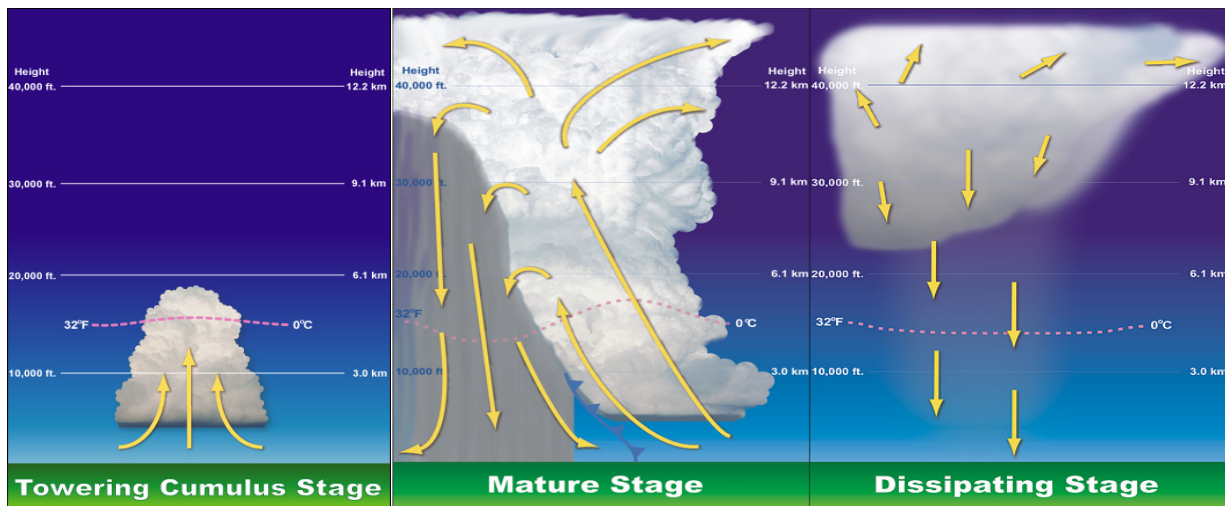 Height Height
40,000 ft. 12.2 km
30,000 ft. 9.1 km
20,000 ft. 6.1 km
32°F 0°C
10,000 ft. 3.0 km
Towering Cumulus Stage
Height Height
40,000 ft. 12.2 km
30,000 ft. 9.1 km
20,000 ft. 6.1 km
32°F 0°C
10,000 ft. 3.0 km
Mature Stage
Height Height
40,000 ft. 12.2 km
30,000 ft. 9.1 km
20,000 ft. 6.1 km
32°F 0°C
10,000 ft. 3.0 km
Dissipating Stage